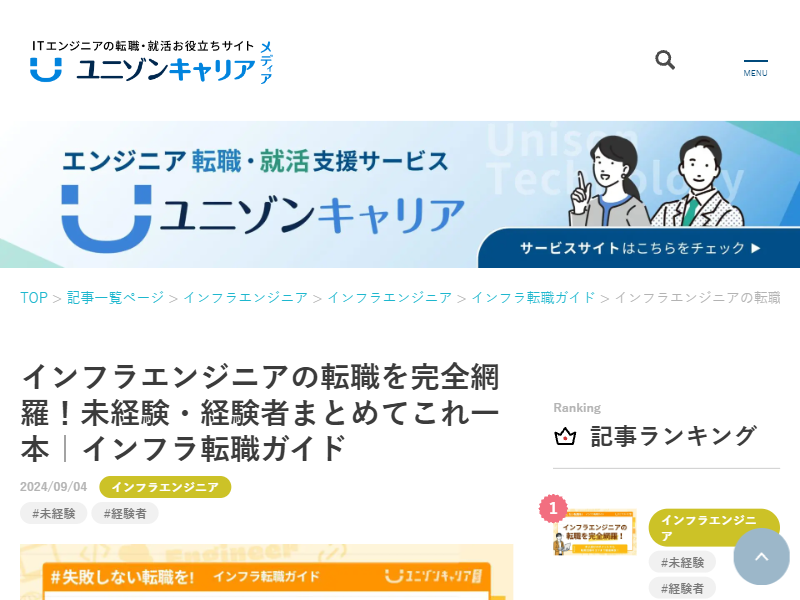 ITエンジニアの転職・就活お役立ちサイト
ユニゾンキャリア
メディア
MENU
Unison
Technology
エンジニア転職・就活支援サービス
ユニゾンキャリア
サービスサイトはこちらをチェック ▶
TOP > 記事一覧ページ > インフラエンジニア > インフラエンジニア > インフラ転職ガイド > インフラエンジニアの転職
インフラエンジニアの転職を完全網
羅！未経験・経験者まとめてこれ一
本｜インフラ転職ガイド
2024/09/04 インフラエンジニア
#未経験 #経験者
Engineer
#失敗しない転職を! インフラ転職ガイド ユニゾンキャリア
Ranking
記事ランキング
1
インフラエンジニアの
転職を完全網羅！
インフラエンジニ
ア
#未経験
#経験者